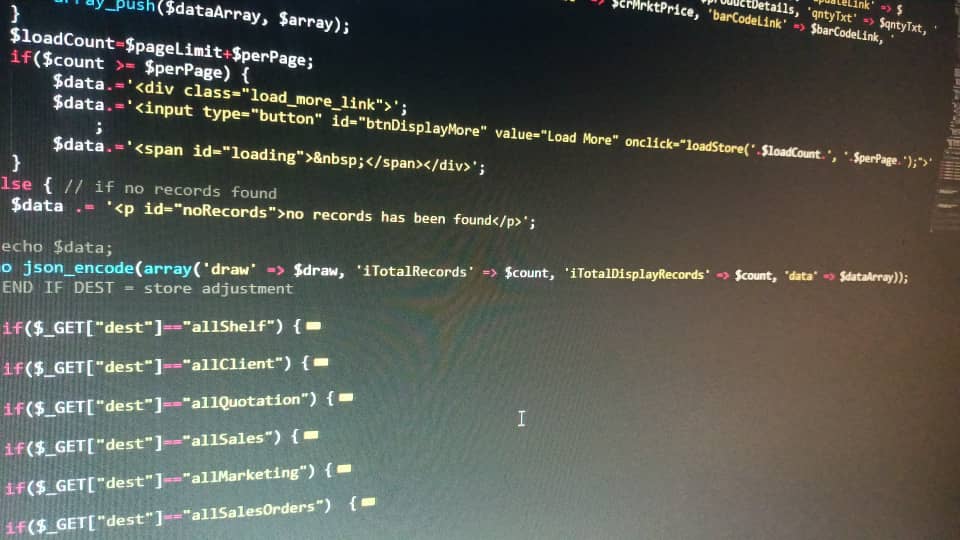 array_push($dataArray, $array);
=> $crMrktPrice, 'barCodeLink' => $barCodeLink, '
'qntyTxt' => $qntyTxt, '
}
$loadCount=$pageLimit+$perPage;
if($count >= $perPage) {
$data.='<div class="load_more_link">';
$data.='<input type="button" id="btnDisplayMore" value="Load More" onclick="loadStore('.$loadCount.', '.$perPage.');">'
;
$data.='<span id="loading">&nbsp;</span></div>';
}
lse { // if no records found
$data .= '<p id="noRecords">no records has been found</p>';
echo $data;
o json_encode(array('draw' => $draw, 'iTotalRecords' => $count, 'iTotalDisplayRecords' => $count, 'data' => $dataArray));
END IF DEST = store adjustment
if($_GET["dest"]=="allShelf") {
if($_GET["dest"]=="allClient") {
if($_GET["dest"]=="allQuotation") {
if($_GET["dest"]=="allSales") {
if($_GET["dest"]=="allMarketing") {
if($_GET["dest"]=="allSalesOrders") {